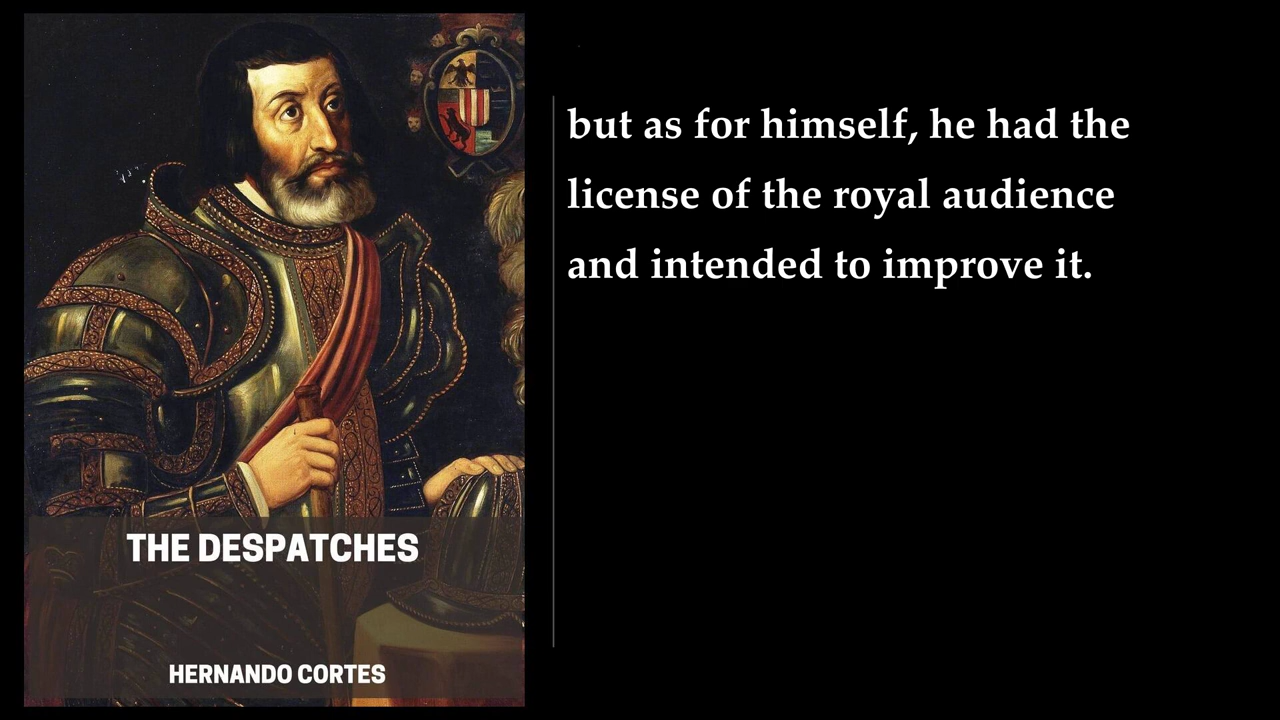 THE DESPATCHES
HERNANDO CORTES
but as for himself, he had the
license of the royal audience
and intended to improve it.